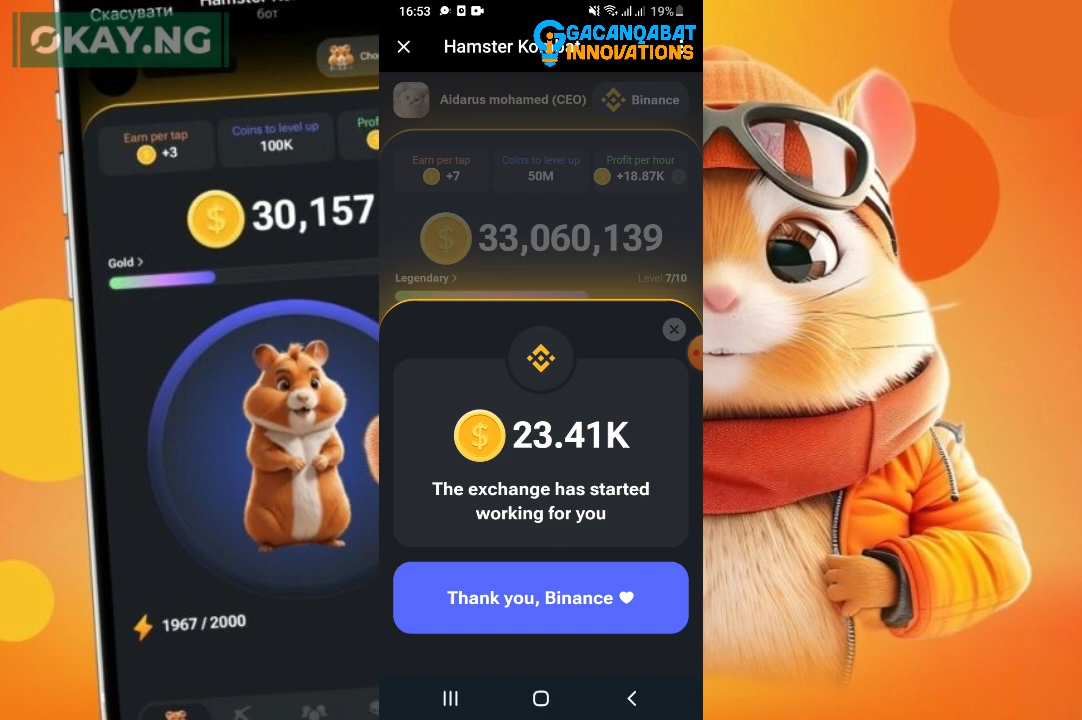 Скасувати
бот
OKAY.NG
Earn per tap
+3
Coins to level up
100K
30,157
Gold >
1967 / 2000
16:53
19%
Hamster Ko
GACANQABAT
INNOVATIONS
Aidarus mohamed (CEO)
Binance
Earn per tap
+7
Coins to level up
50M
Profit per hour
+18.87K
33,060,139
Legendary >
Level 7/10
23.41K
The exchange has started
working for you
Thank you, Binance